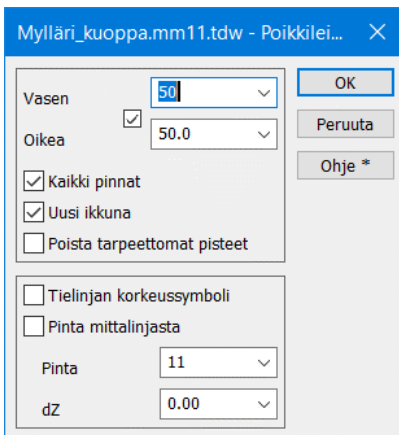 Mylläri_kuoppa.mm11.tdw - Poikkilei...
Vasen 50
Oikea 50.0
Kaikki pinnat
Uusi ikkuna
Poista tarpeettomat pisteet
OK
Peruuta
Ohje *
Tielinjan korkeussymboli
Pinta mittalinjasta
Pinta 11
dZ 0.00